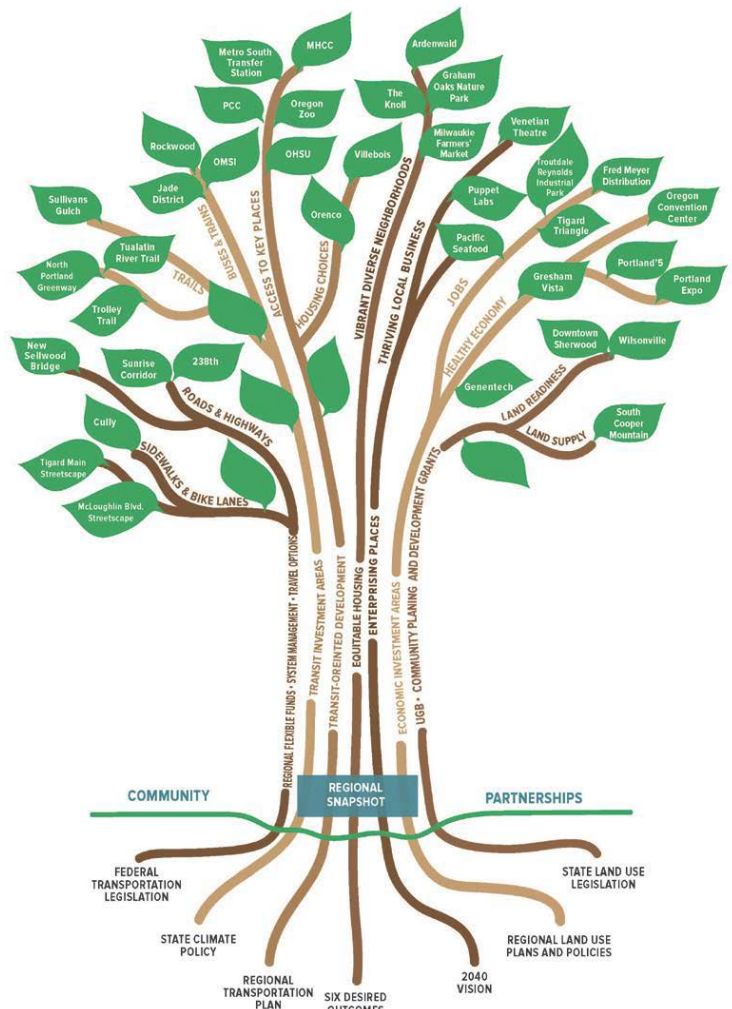 MHCC
Metro South
Transfer
Station
PCC
Oregon
Zoo
OHSU
Rockwood
OMSI
Jade
District
Villebois
Orenco
Ardenwald
Graham
Oaks Nature
Park
The
Knoll
Milwaukie
Farmers'
Market
Venetian
Theatre
Puppet
Labs
Pacific
Seafood
Troutdale
Reynolds
Industrial
Park
Fred Meyer
Distribution
Tigard
Triangle
Oregon
Convention
Center
Gresham
Vista
Portland'5
Portland
Expo
Sullivans
Gulch
Tualatin
River Trail
North
Portland
Greenway
Trolley
Trail
New
Sellwood
Bridge
Sunrise
Corridor
238th
Cully
Tigard Main
Streetscape
McLoughlin Blvd.
Streetscape
Genentech
Downtown
Sherwood
Wilsonville
South
Cooper
Mountain
TRAILS
BUSES & TRAINS
ACCESS TO KEY PLACES
HOUSING CHOICES
VIBRANT DIVERSE NEIGHBORHOODS
THRIVING LOCAL BUSINESS
JOBS
HEALTHY ECONOMY
LAND READINESS
LAND SUPPLY
ROADS & HIGHWAYS
SIDEWALKS & BIKE LANES
REGIONAL FLEXIBLE FUNDS • SYSTEM MANAGEMENT • TRAVEL OPTIONS
TRANSIT INVESTMENT AREAS
TRANSIT-OREINTED DEVELOPMENT
EQUITABLE HOUSING
ENTERPRISING PLACES
ECONOMIC INVESTMENT AREAS
UGB • COMMUNITY PLANING AND DEVELOPMENT GRANTS
COMMUNITY
REGIONAL
SNAPSHOT
PARTNERSHIPS
FEDERAL
TRANSPORTATION
LEGISLATION
STATE CLIMATE
POLICY
REGIONAL
TRANSPORTATION
PLAN
SIX DESIRED
OUTCOMES
2040
VISION
REGIONAL LAND USE
PLANS AND POLICIES
STATE LAND USE
LEGISLATION